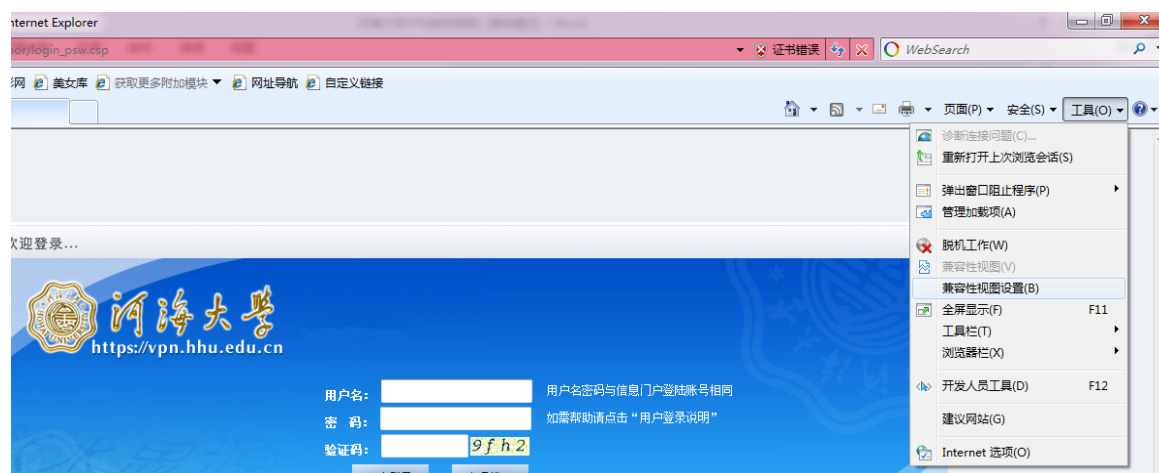 nternet Explorer
or/login_psw.csp
证书错误
WebSearch
网 美女库 获取更多附加模块 网址导航 自定义链接
页面(P) 安全(S) 工具(O)
诊断连接问题(C)...
重新打开上次浏览会话(S)
弹出窗口阻止程序(P)
管理加载项(A)
欢迎登录...
脱机工作(W)
兼容性视图(V)
兼容性视图设置(B)
全屏显示(F) F11
工具栏(T)
浏览器栏(X)
开发人员工具(D) F12
建议网站(G)
Internet 选项(O)
河海大学
https://vpn.hhu.edu.cn
用户名: 用户名密码与信息门户登陆账号相同
密 码: 如需帮助请点击“用户登录说明”
验证码: 9fh2